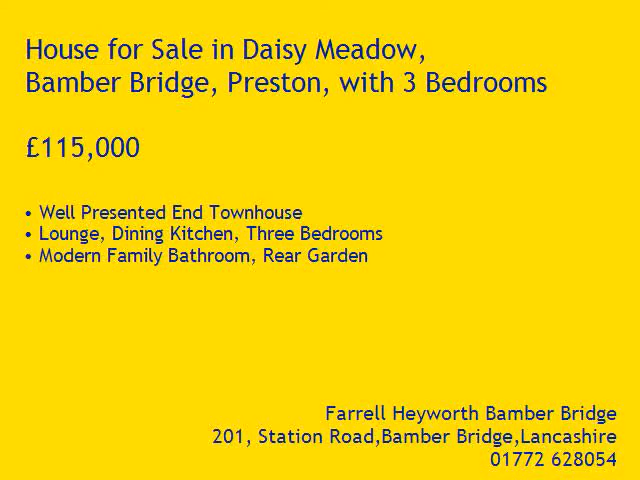 House for Sale in Daisy Meadow,
Bamber Bridge, Preston, with 3 Bedrooms
£115,000
• Well Presented End Townhouse
• Lounge, Dining Kitchen, Three Bedrooms
• Modern Family Bathroom, Rear Garden
Farrell Heyworth Bamber Bridge
201, Station Road,Bamber Bridge,Lancashire
01772 628054